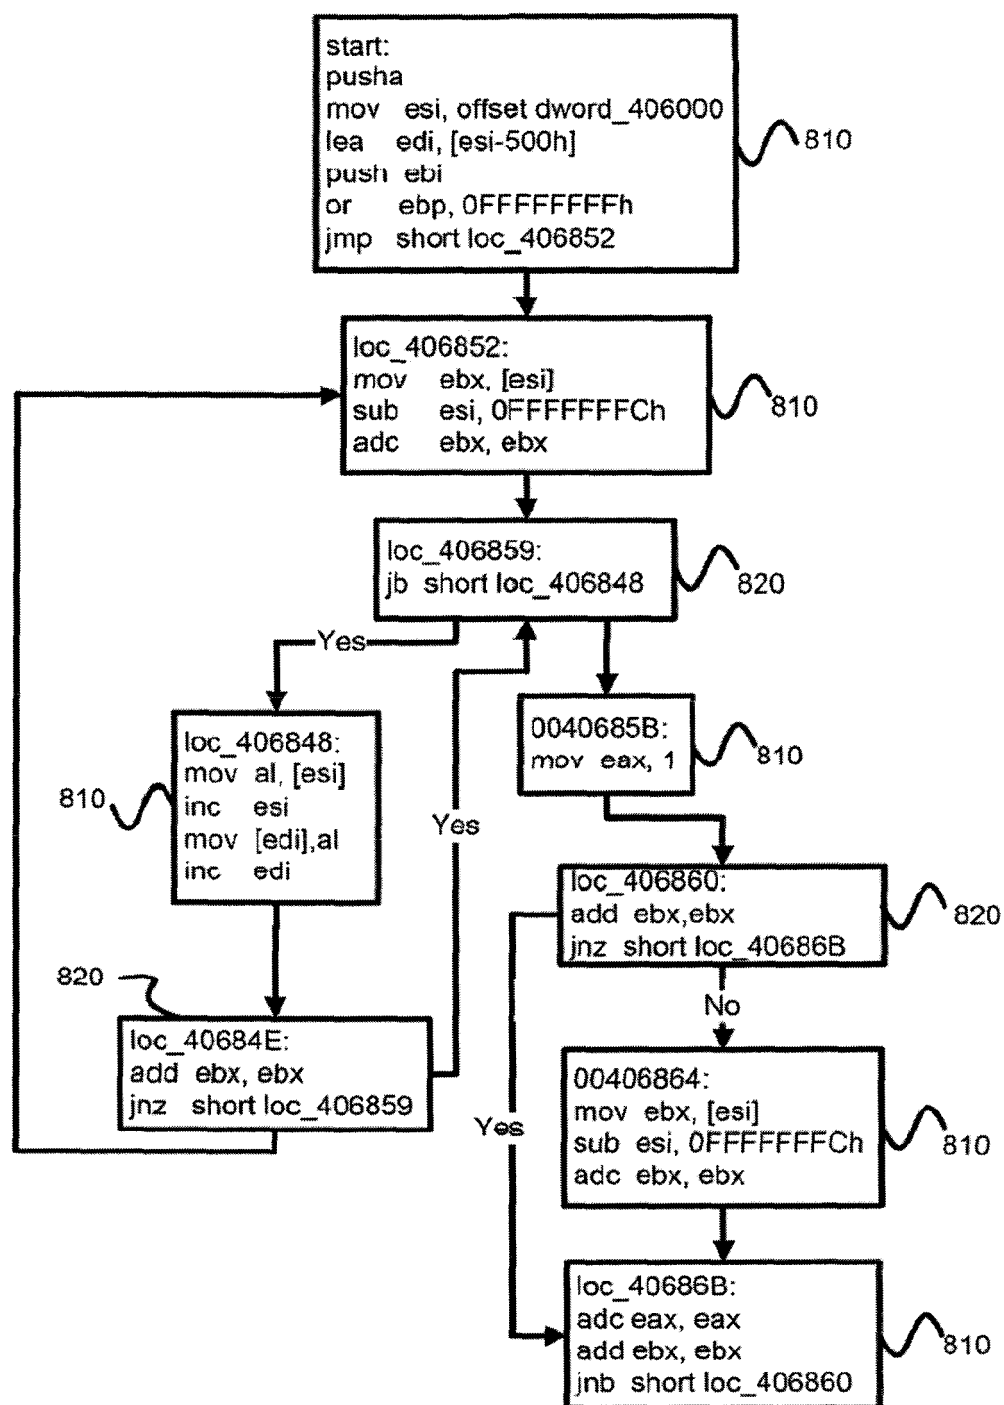 start:
pusha
mov esi, offset dword_406000
lea edi, [esi-500h]
push ebi
or ebp, 0FFFFFFFFh
jmp short loc_406852
810
loc_406852:
mov ebx, [esi]
sub esi, 0FFFFFFFCh
adc ebx, ebx
810
loc_406859:
jb short loc_406848
820
Yes
loc_406848:
mov al, [esi]
inc esi
mov [edi],al
inc edi
810
Yes
0040685B:
mov eax, 1
810
loc_406860:
add ebx,ebx
jnz short loc_40686B
820
820
loc_40684E:
add ebx, ebx
jnz short loc_406859
No
Yes
00406864:
mov ebx, [esi]
sub esi, 0FFFFFFFCh
adc ebx, ebx
810
loc_40686B:
adc eax, eax
add ebx, ebx
jnb short loc_406860
810